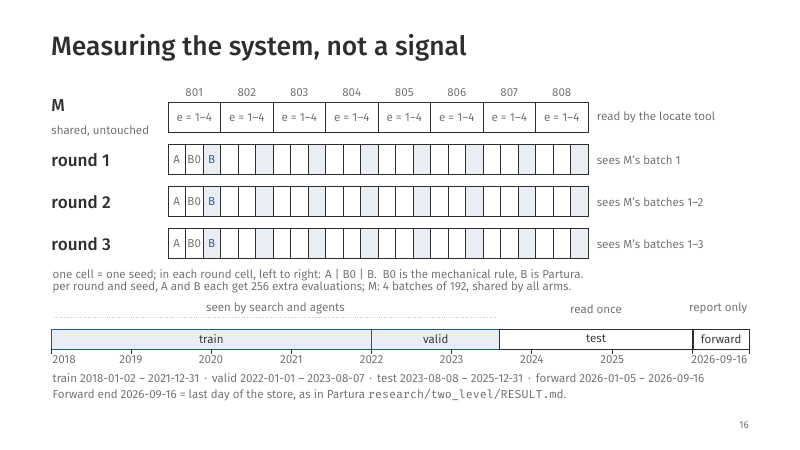 Measuring the system, not a signal
801 802 803 804 805 806 807 808
M
shared, untouched
e = 1–4 e = 1–4 e = 1–4 e = 1–4 e = 1–4 e = 1–4 e = 1–4 e = 1–4
read by the locate tool
round 1 A B0 B sees M's batch 1
round 2 A B0 B sees M's batches 1–2
round 3 A B0 B sees M's batches 1–3
one cell = one seed; in each round cell, left to right: A | B0 | B. B0 is the mechanical rule, B is Partura.
per round and seed, A and B each get 256 extra evaluations; M: 4 batches of 192, shared by all arms.
seen by search and agents read once report only
train valid test forward
2018 2019 2020 2021 2022 2023 2024 2025 2026-09-16
train 2018-01-02 – 2021-12-31 · valid 2022-01-01 – 2023-08-07 · test 2023-08-08 – 2025-12-31 · forward 2026-01-05 – 2026-09-16
Forward end 2026-09-16 = last day of the store, as in Partura research/two_level/RESULT.md.
16